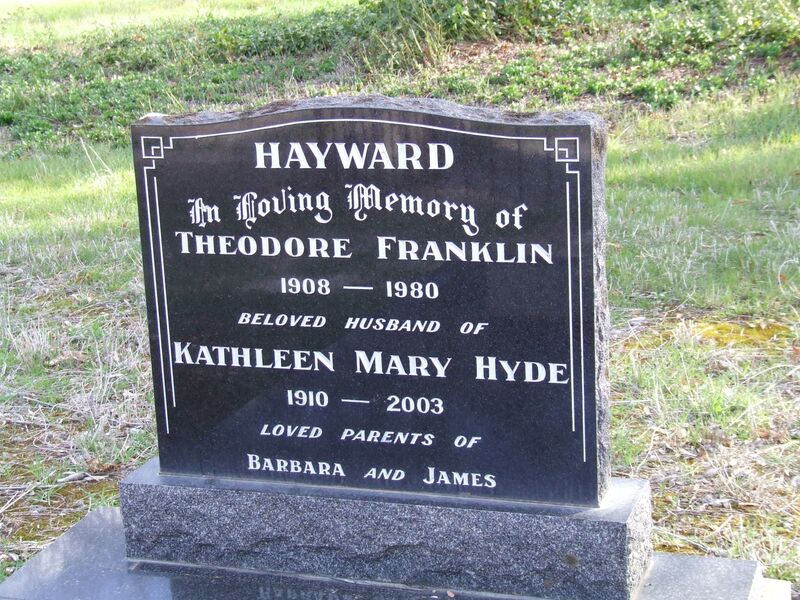 HAYWARD
In Loving Memory of
THEODORE FRANKLIN
1908 — 1980
BELOVED HUSBAND OF
KATHLEEN MARY HYDE
1910 — 2003
LOVED PARENTS OF
BARBARA AND JAMES